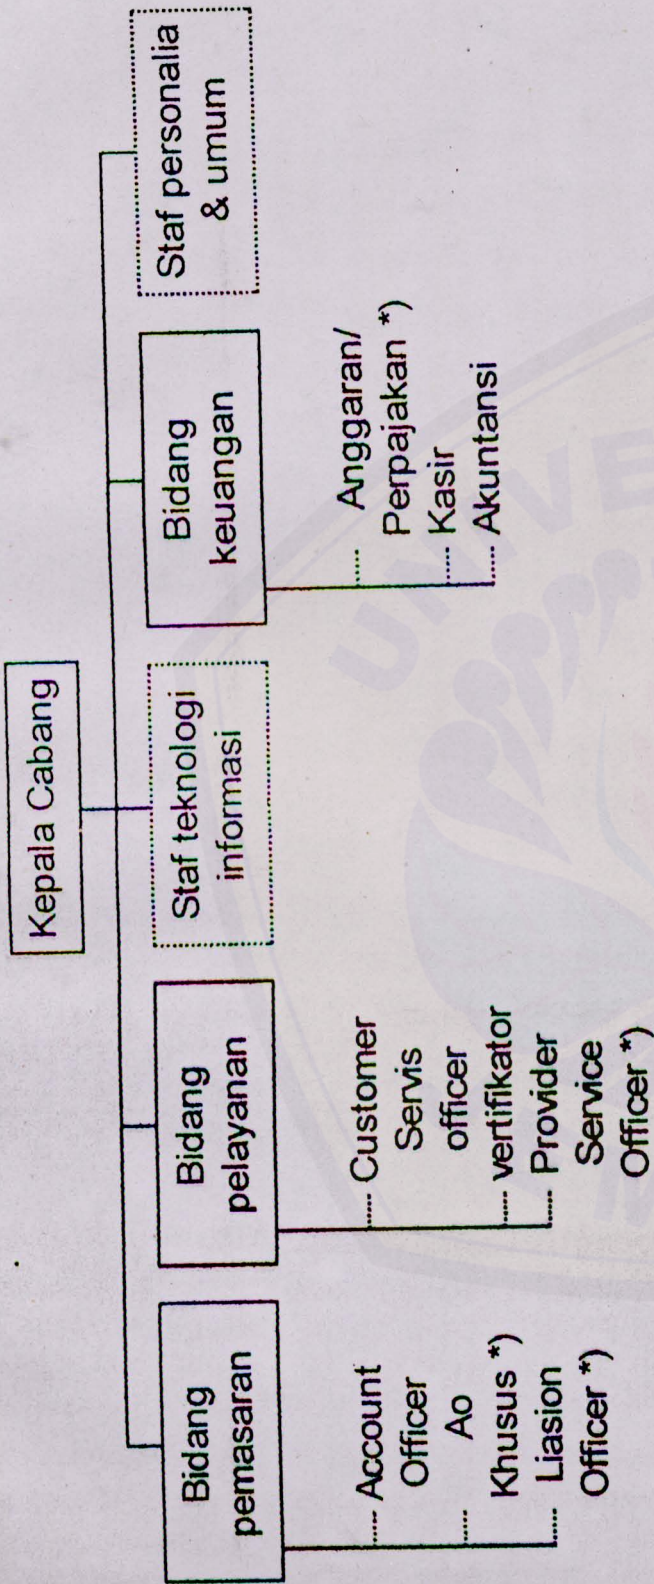 Kepala Cabang
Bidang
pemasaran
Bidang
pelayanan
Staf teknologi
informasi
Bidang
keuangan
Staf personalia
& umum
Account
Officer
Ao
Khusus *)
Liasion
Officer *)
Customer
Servis
officer
vertifikator
Provider
Service
Officer *)
Anggaran/
Perpajakan *)
Kasir
Akuntansi
UNIVE